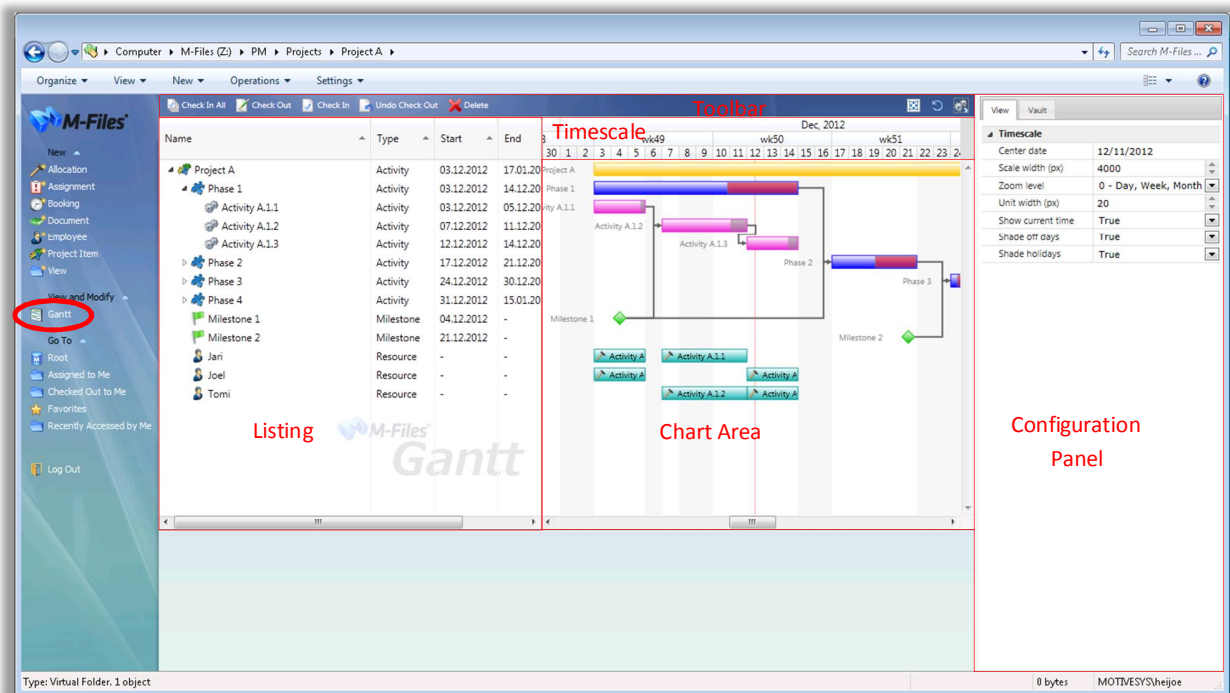 Computer ▸ M-Files (Z:) ▸ PM ▸ Projects ▸ Project A ▸
Search M-Files ...
Organize View New Operations Settings
M-Files
New
Allocation
Assignment
Booking
Document
Employee
Project Item
View
View and Modify
Gantt
Go To
Root
Assigned to Me
Checked Out to Me
Favorites
Recently Accessed by Me
Log Out
Check In All Check Out Check In Undo Check Out Delete
Toolbar
Name Type Start End
Project A Activity 03.12.2012 17.01.20
Phase 1 Activity 03.12.2012 14.12.20
Activity A.1.1 Activity 03.12.2012 05.12.20
Activity A.1.2 Activity 07.12.2012 11.12.20
Activity A.1.3 Activity 12.12.2012 14.12.20
Phase 2 Activity 17.12.2012 21.12.20
Phase 3 Activity 24.12.2012 30.12.20
Phase 4 Activity 31.12.2012 15.01.20
Milestone 1 Milestone 04.12.2012 -
Milestone 2 Milestone 21.12.2012 -
Jari Resource - -
Joel Resource - -
Tomi Resource - -
Listing
M-Files
Gantt
Timescale
Dec, 2012
wk49 wk50 wk51
30 1 2 3 4 5 6 7 8 9 10 11 12 13 14 15 16 17 18 19 20 21 22 23 24
Project A
Phase 1
vity A.1.1
Activity A.1.2
Activity A.1.3
Phase 2
Phase 3
Milestone 1
Milestone 2
Activity A Activity A.1.1
Activity A Activity A
Activity A.1.2 Activity A
Chart Area
View Vault
Timescale
Center date 12/11/2012
Scale width (px) 4000
Zoom level 0 - Day, Week, Month
Unit width (px) 20
Show current time True
Shade off days True
Shade holidays True
Configuration
Panel
Type: Virtual Folder. 1 object
0 bytes MOTIVESYS\heijoe